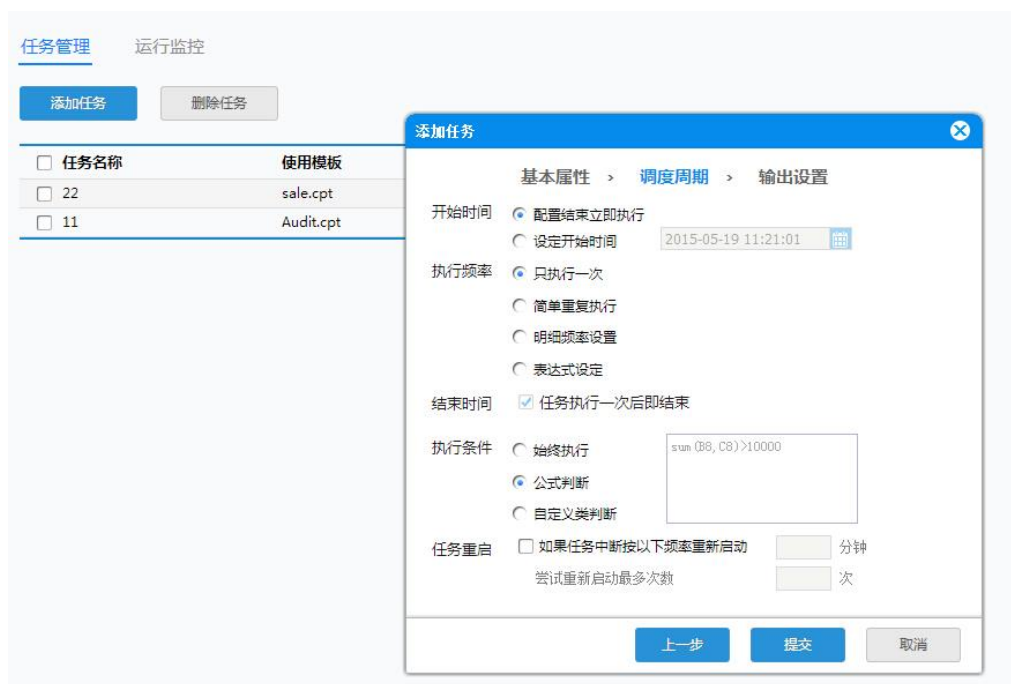 任务管理 运行监控
添加任务 删除任务
任务名称 使用模板
22 sale.cpt
11 Audit.cpt
添加任务
基本属性 > 调度周期 > 输出设置
开始时间 配置结束立即执行
设定开始时间 2015-05-19 11:21:01
执行频率 只执行一次
简单重复执行
明细频率设置
表达式设定
结束时间 任务执行一次后即结束
执行条件 始终执行 sum(B8,C8)>10000
公式判断
自定义类判断
任务重启 如果任务中断按以下频率重新启动 分钟
尝试重新启动最多次数 次
上一步 提交 取消